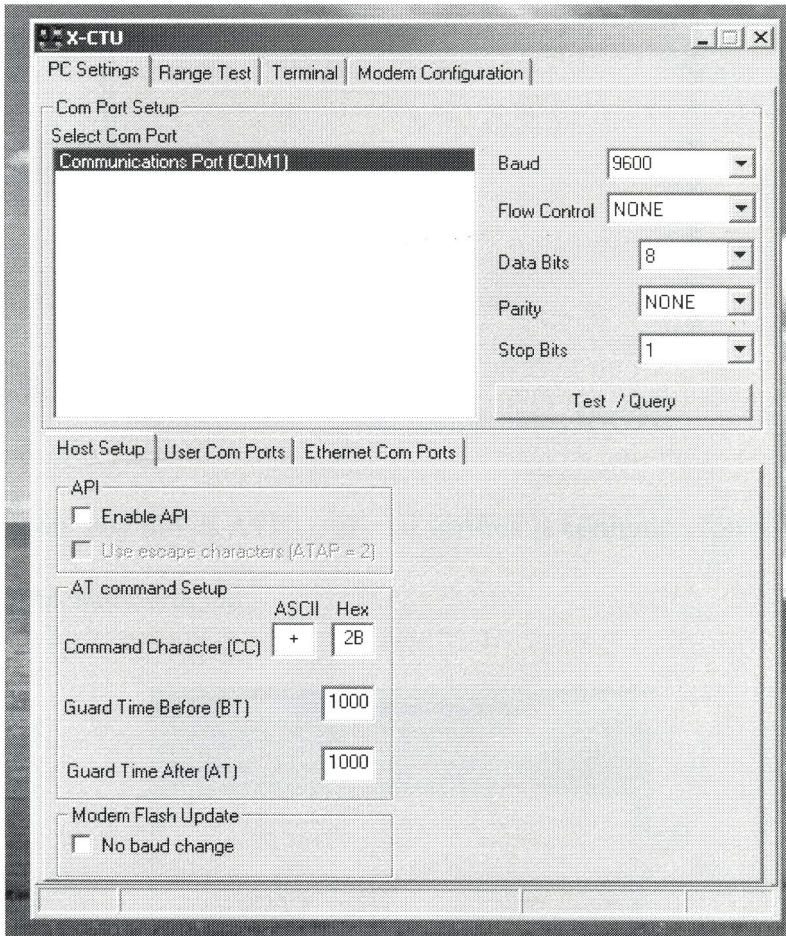 X-CTU
PC Settings Range Test Terminal Modem Configuration
Com Port Setup
Select Com Port
Communications Port (COM1)
Baud 9600
Flow Control NONE
Data Bits 8
Parity NONE
Stop Bits 1
Test / Query
Host Setup User Com Ports Ethernet Com Ports
API
Enable API
Use escape characters (ATAP = 2)
AT command Setup
ASCII Hex
Command Character (CC) + 2B
Guard Time Before (BT) 1000
Guard Time After (AT) 1000
Modem Flash Update
No baud change